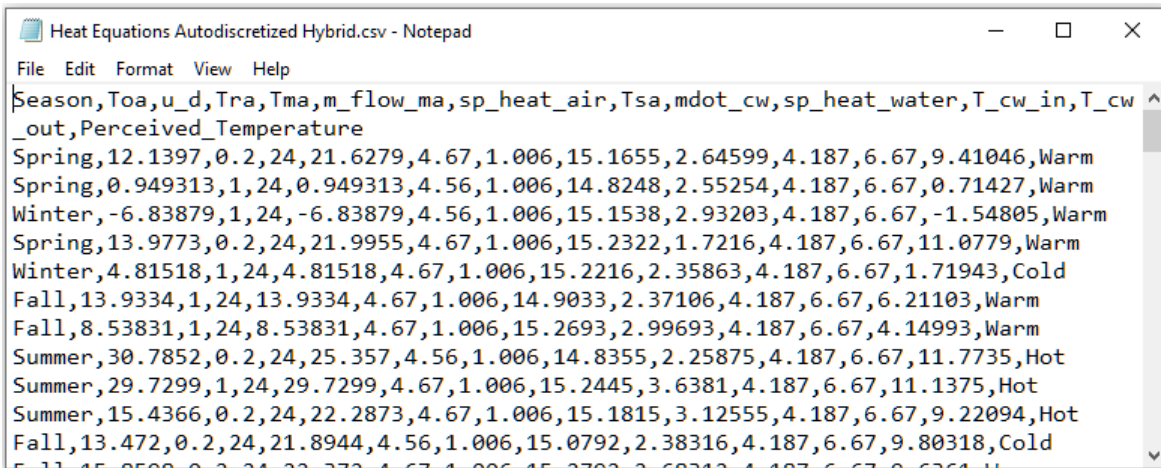 Heat Equations Autodiscretized Hybrid.csv - Notepad
File Edit Format View Help
Season,Toa,u_d,Tra,Tma,m_flow_ma,sp_heat_air,Tsa,mdot_cw,sp_heat_water,T_cw_in,T_cw
_out,Perceived_Temperature
Spring,12.1397,0.2,24,21.6279,4.67,1.006,15.1655,2.64599,4.187,6.67,9.41046,Warm
Spring,0.949313,1,24,0.949313,4.56,1.006,14.8248,2.55254,4.187,6.67,0.71427,Warm
Winter,-6.83879,1,24,-6.83879,4.56,1.006,15.1538,2.93203,4.187,6.67,-1.54805,Warm
Spring,13.9773,0.2,24,21.9955,4.67,1.006,15.2322,1.7216,4.187,6.67,11.0779,Warm
Winter,4.81518,1,24,4.81518,4.67,1.006,15.2216,2.35863,4.187,6.67,1.71943,Cold
Fall,13.9334,1,24,13.9334,4.67,1.006,14.9033,2.37106,4.187,6.67,6.21103,Warm
Fall,8.53831,1,24,8.53831,4.67,1.006,15.2693,2.99693,4.187,6.67,4.14993,Warm
Summer,30.7852,0.2,24,25.357,4.56,1.006,14.8355,2.25875,4.187,6.67,11.7735,Hot
Summer,29.7299,1,24,29.7299,4.67,1.006,15.2445,3.6381,4.187,6.67,11.1375,Hot
Summer,15.4366,0.2,24,22.2873,4.67,1.006,15.1815,3.12555,4.187,6.67,9.22094,Hot
Fall,13.472,0.2,24,21.8944,4.56,1.006,15.0792,2.38316,4.187,6.67,9.80318,Cold